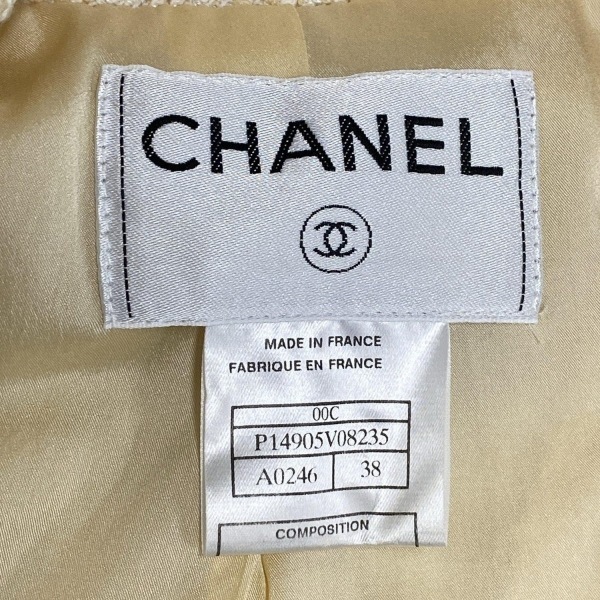 CHANEL
MADE IN FRANCE
FABRIQUE EN FRANCE
00C
P14905V08235
A0246 38
COMPOSITION